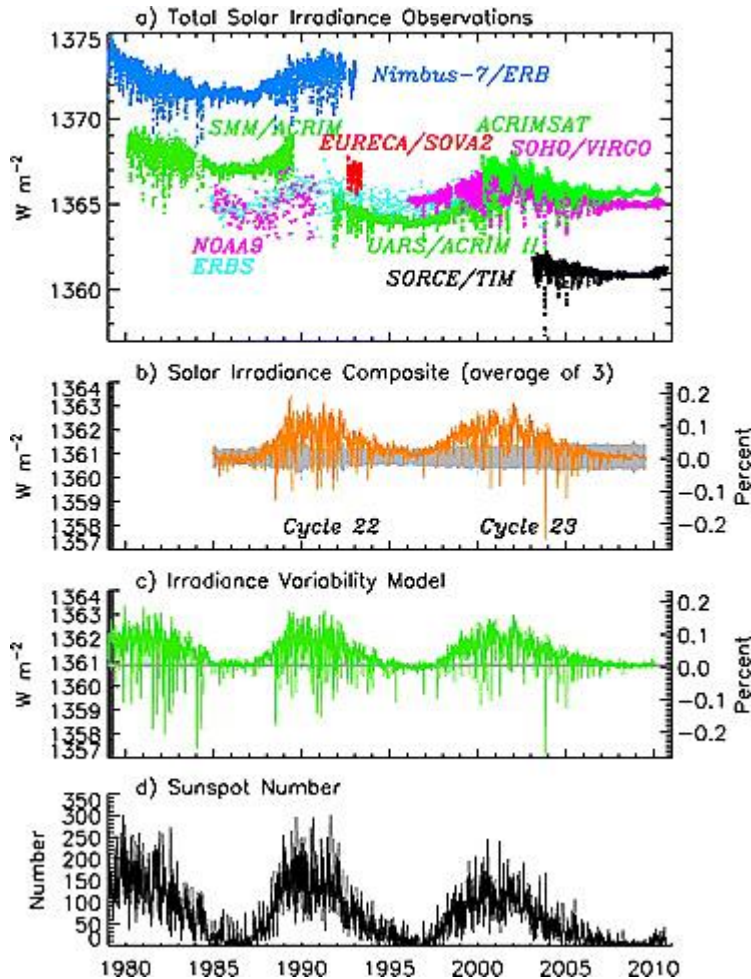 a) Total Solar Irradiance Observations
1375
1370
1365
1360
W m⁻²
Nimbus-7/ERB
SMM/ACRIM
ACRIMSAT
EURECA/SOVA2
SOHO/VIRGO
NOAA9
ERBS
UARS/ACRIM II
SORCE/TIM
b) Solar Irradiance Composite (average of 3)
1364
1363
1362
1361
1360
1359
1358
1357
W m⁻²
0.2
0.1
0.0
−0.1
−0.2
Percent
Cycle 22
Cycle 23
c) Irradiance Variability Model
1364
1363
1362
1361
1360
1359
1358
1357
W m⁻²
0.2
0.1
0.0
−0.1
−0.2
Percent
d) Sunspot Number
350
300
250
200
150
100
50
0
Number
1980 1985 1990 1995 2000 2005 2010